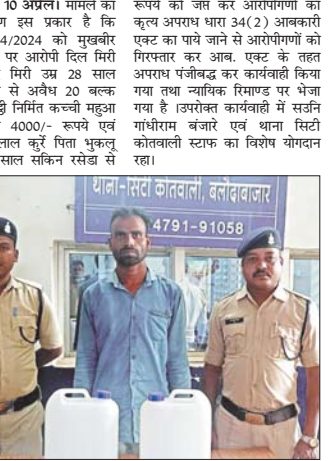 10 अप्रैल। मामले का
ण इस प्रकार है कि
4/2024 को मुखबीर
पर आरोपी दिल मिरी
मिरी उम्र 28 साल
से अवैध 20 बल्क
ट्ठी निर्मित कच्ची महुआ
4000/- रूपये एवं
लाल कुर्रे पिता भुकलू
साल सकिन रसेडा से
रूपये को जप्त कर आरोपीगणों का
कृत्य अपराध धारा 34(2) आबकारी
एक्ट का पाये जाने से आरोपीगणों को
गिरफ्तार कर आब. एक्ट के तहत
अपराध पंजीबद्ध कर कार्यवाही किया
गया तथा न्यायिक रिमाण्ड पर भेजा
गया है।उपरोक्त कार्यवाही में सउनि
गांधीराम बंजारे एवं थाना सिटी
कोतवाली स्टाफ का विशेष योगदान
रहा।
थाना-सिटी कोतवाली, बलौदाबाजार
4791-91058